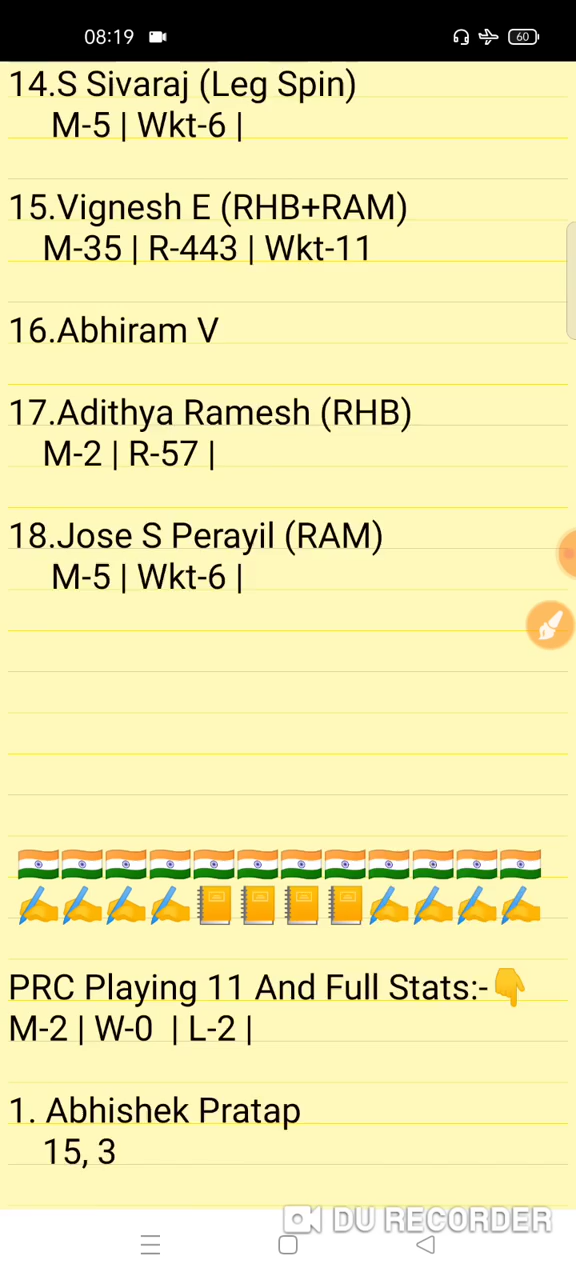 08:19
60
14.S Sivaraj (Leg Spin)
M-5 | Wkt-6 |
15.Vignesh E (RHB+RAM)
M-35 | R-443 | Wkt-11
16.Abhiram V
17.Adithya Ramesh (RHB)
M-2 | R-57 |
18.Jose S Perayil (RAM)
M-5 | Wkt-6 |
🇮🇳🇮🇳🇮🇳🇮🇳🇮🇳🇮🇳🇮🇳🇮🇳🇮🇳🇮🇳🇮🇳🇮🇳
✍️✍️✍️✍️📒📒📒📒✍️✍️✍️✍️
PRC Playing 11 And Full Stats:-👇
M-2 | W-0 | L-2 |
1. Abhishek Pratap
15, 3
DU RECORDER